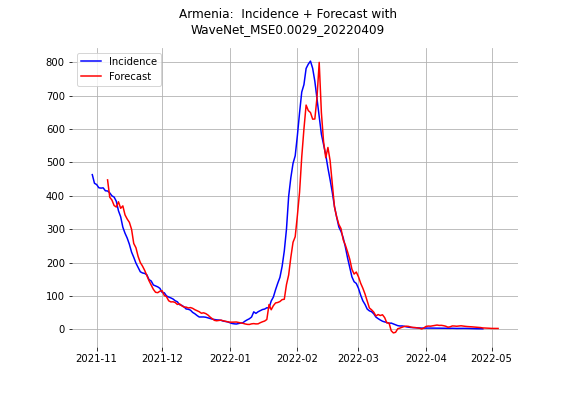 Armenia:  Incidence + Forecast with
WaveNet_MSE0.0029_20220409
Incidence
Forecast
800
700
600
500
400
300
200
100
0
2021-11 2021-12 2022-01 2022-02 2022-03 2022-04 2022-05